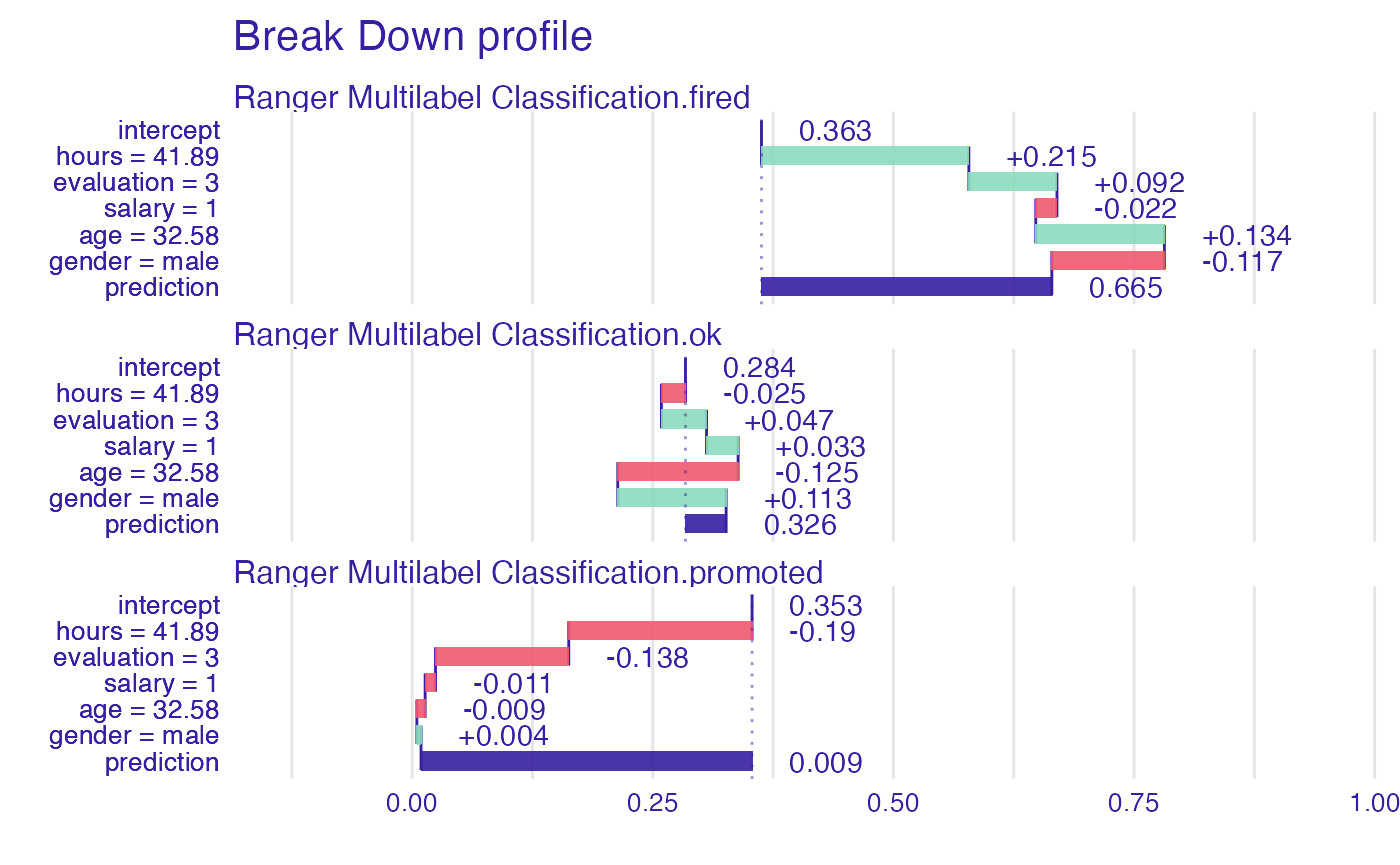 Break Down profile
Ranger Multilabel Classification.fired
intercept 0.363
hours = 41.89 +0.215
evaluation = 3 +0.092
salary = 1 -0.022
age = 32.58 +0.134
gender = male -0.117
prediction 0.665
Ranger Multilabel Classification.ok
intercept 0.284
hours = 41.89 -0.025
evaluation = 3 +0.047
salary = 1 +0.033
age = 32.58 -0.125
gender = male +0.113
prediction 0.326
Ranger Multilabel Classification.promoted
intercept 0.353
hours = 41.89 -0.19
evaluation = 3 -0.138
salary = 1 -0.011
age = 32.58 -0.009
gender = male +0.004
prediction 0.009
0.00 0.25 0.50 0.75 1.00